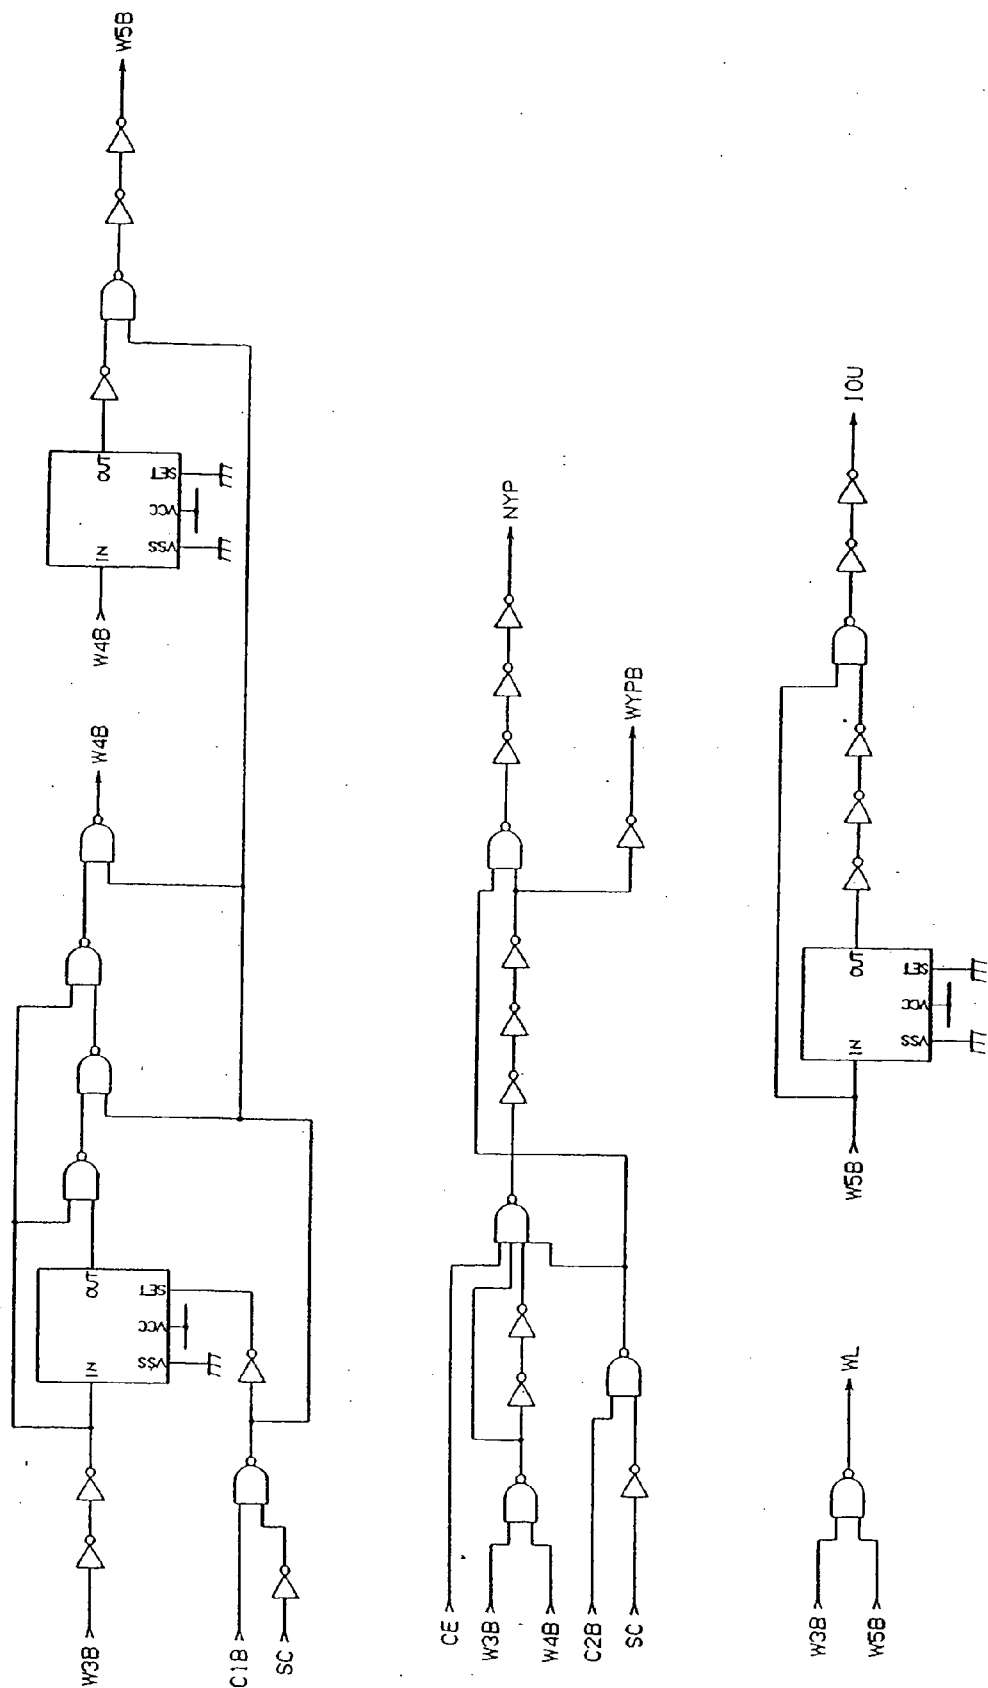 W5B
OUT
SET
VCC
VSS
IN
W4B
W4B
OUT
SET
VCC
VSS
IN
W3B
C1B
SC
NYP
WYPB
CE
W3B
W4B
C2B
SC
IOU
OUT
SET
VCC
VSS
IN
W5B
WL
W3B
W5B